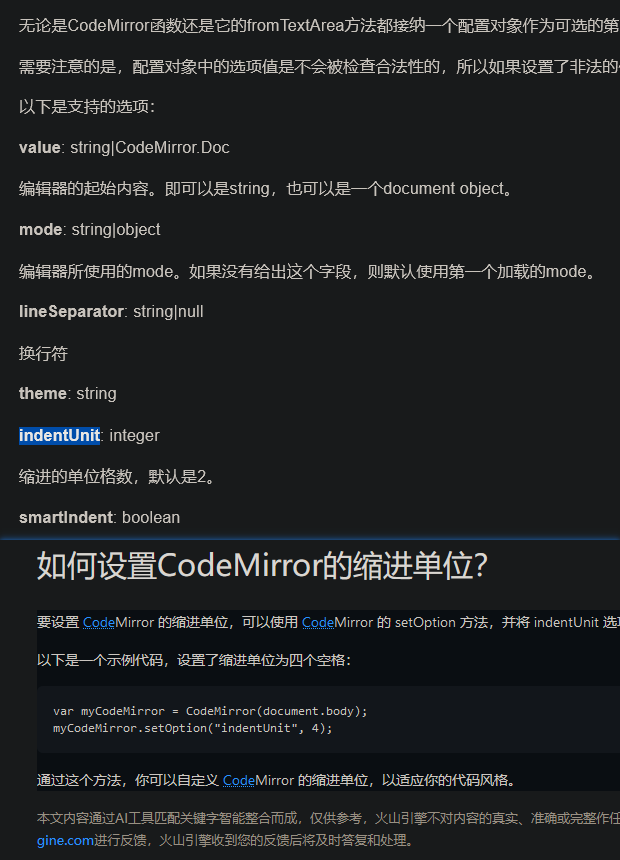 无论是CodeMirror函数还是它的fromTextArea方法都接纳一个配置对象作为可选的第
需要注意的是，配置对象中的选项值是不会被检查合法性的，所以如果设置了非法的
以下是支持的选项：
value: string|CodeMirror.Doc
编辑器的起始内容。即可以是string，也可以是一个document object。
mode: string|object
编辑器所使用的mode。如果没有给出这个字段，则默认使用第一个加载的mode。
lineSeparator: string|null
换行符
theme: string
indentUnit: integer
缩进的单位格数，默认是2。
smartIndent: boolean
如何设置CodeMirror的缩进单位？
要设置 CodeMirror 的缩进单位，可以使用 CodeMirror 的 setOption 方法，并将 indentUnit 选
以下是一个示例代码，设置了缩进单位为四个空格：
var myCodeMirror = CodeMirror(document.body);
myCodeMirror.setOption("indentUnit", 4);
通过这个方法，你可以自定义 CodeMirror 的缩进单位，以适应你的代码风格。
本文内容通过AI工具匹配关键字智能整合而成，仅供参考，火山引擎不对内容的真实、准确或完整作任
gine.com进行反馈，火山引擎收到您的反馈后将及时答复和处理。